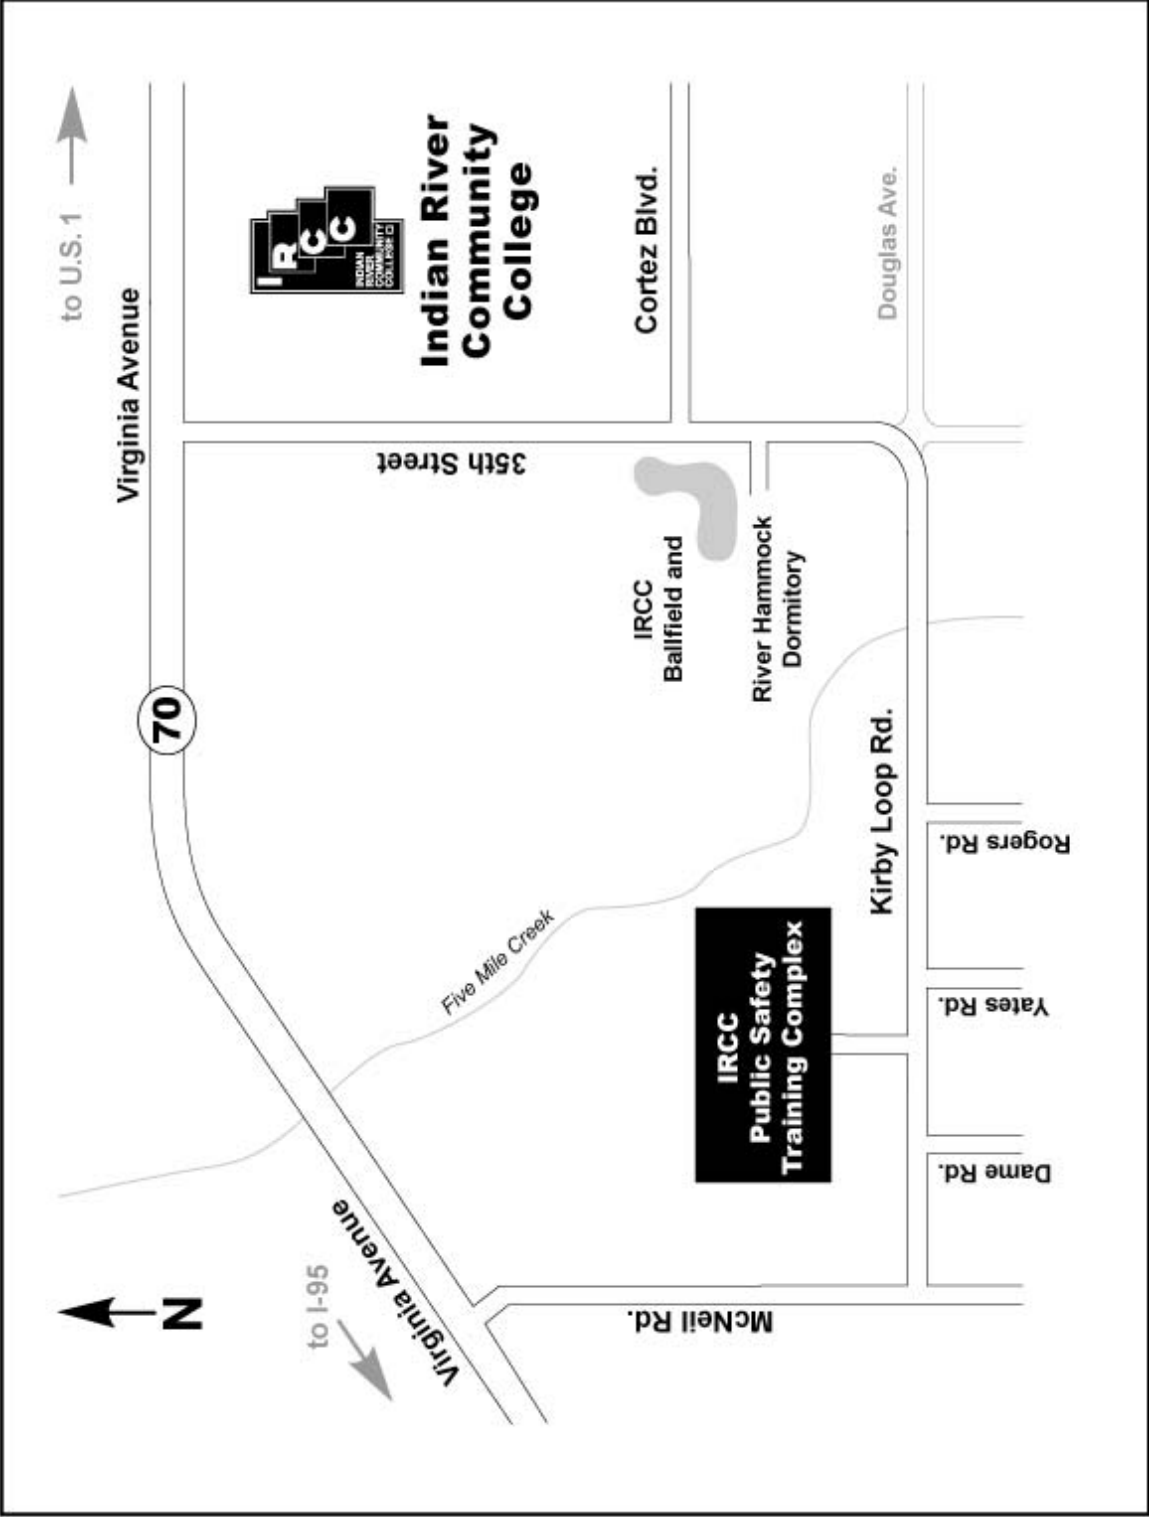 to U.S. 1
Virginia Avenue
70
I
R
C
C
INDIAN
RIVER
COMMUNITY
COLLEGE
Indian River
Community
College
Cortez Blvd.
Douglas Ave.
35th Street
IRCC
Ballfield and
River Hammock
Dormitory
Kirby Loop Rd.
Rogers Rd.
Yates Rd.
Dame Rd.
Five Mile Creek
IRCC
Public Safety
Training Complex
McNeil Rd.
Virginia Avenue
to I-95
N